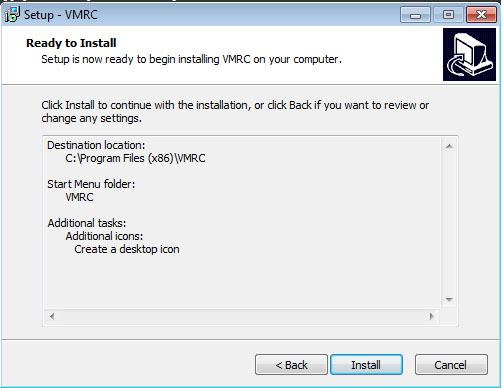 Setup - VMRC
Ready to Install
Setup is now ready to begin installing VMRC on your computer.
Click Install to continue with the installation, or click Back if you want to review or
change any settings.
Destination location:
C:\Program Files (x86)\VMRC
Start Menu folder:
VMRC
Additional tasks:
Additional icons:
Create a desktop icon
< Back
Install
Cancel